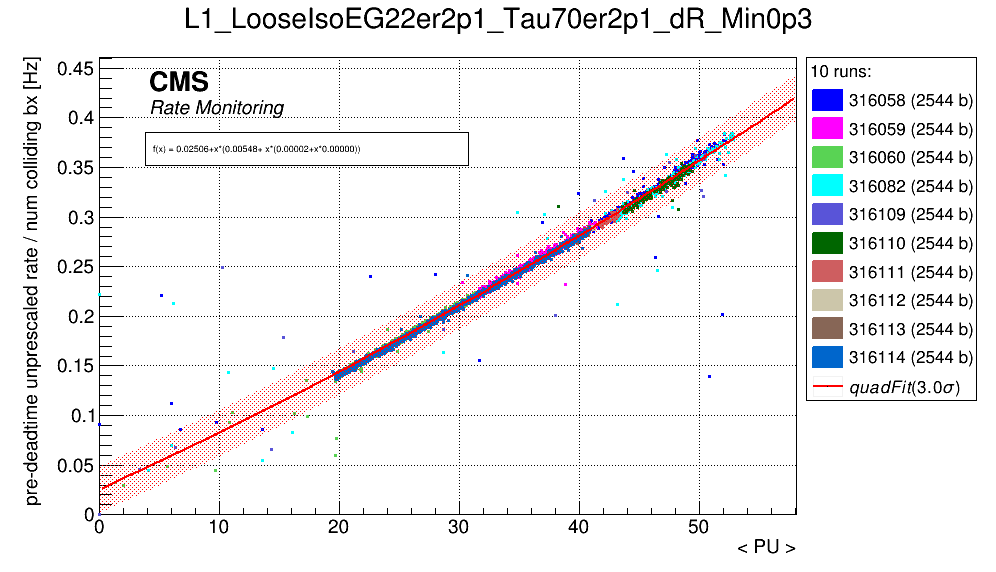 L1_LooseIsoEG22er2p1_Tau70er2p1_dR_Min0p3
pre-deadtime unprescaled rate / num colliding bx [Hz]
0.45
0.4
0.35
0.3
0.25
0.2
0.15
0.1
0.05
0
CMS
Rate Monitoring
f(x) = 0.02506+x*(0.00548+ x*(0.00002+x*0.00000))
0 10 20 30 40 50
< PU >
10 runs:
316058 (2544 b)
316059 (2544 b)
316060 (2544 b)
316082 (2544 b)
316109 (2544 b)
316110 (2544 b)
316111 (2544 b)
316112 (2544 b)
316113 (2544 b)
316114 (2544 b)
quadFit(3.0σ)